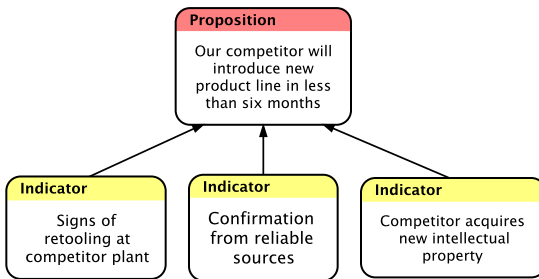 Proposition
Our competitor will
introduce new
product line in less
than six months
Indicator
Signs of
retooling at
competitor plant
Indicator
Confirmation
from reliable
sources
Indicator
Competitor acquires
new intellectual
property